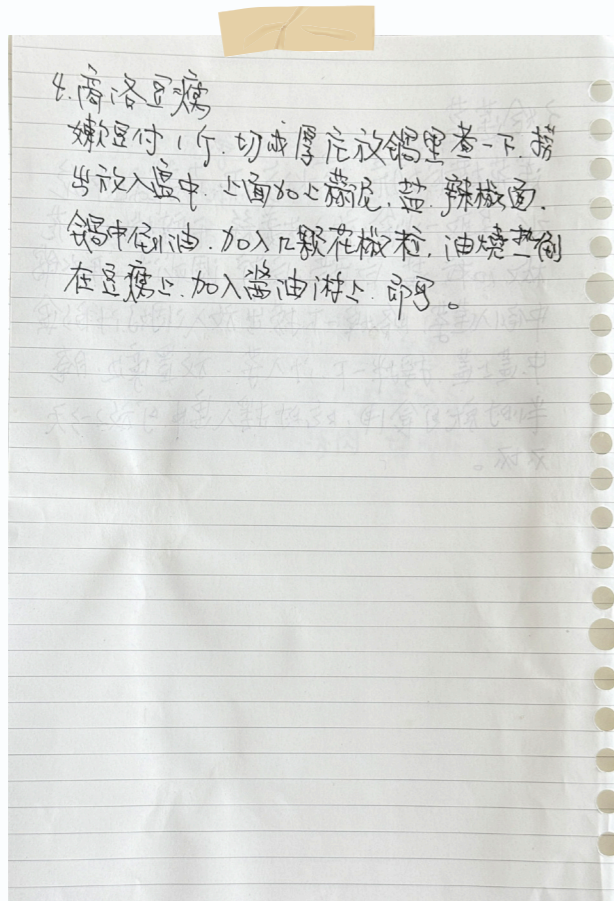 4.商洛豆腐
嫩豆付1斤.切成厚片放锅里煮一下.捞
出放入盘中.上面加上蒜尼.盐.辣椒面.
锅中倒油.加入几颗花椒粒.油燒热倒
在豆腐上.加入酱油淋上.即可。